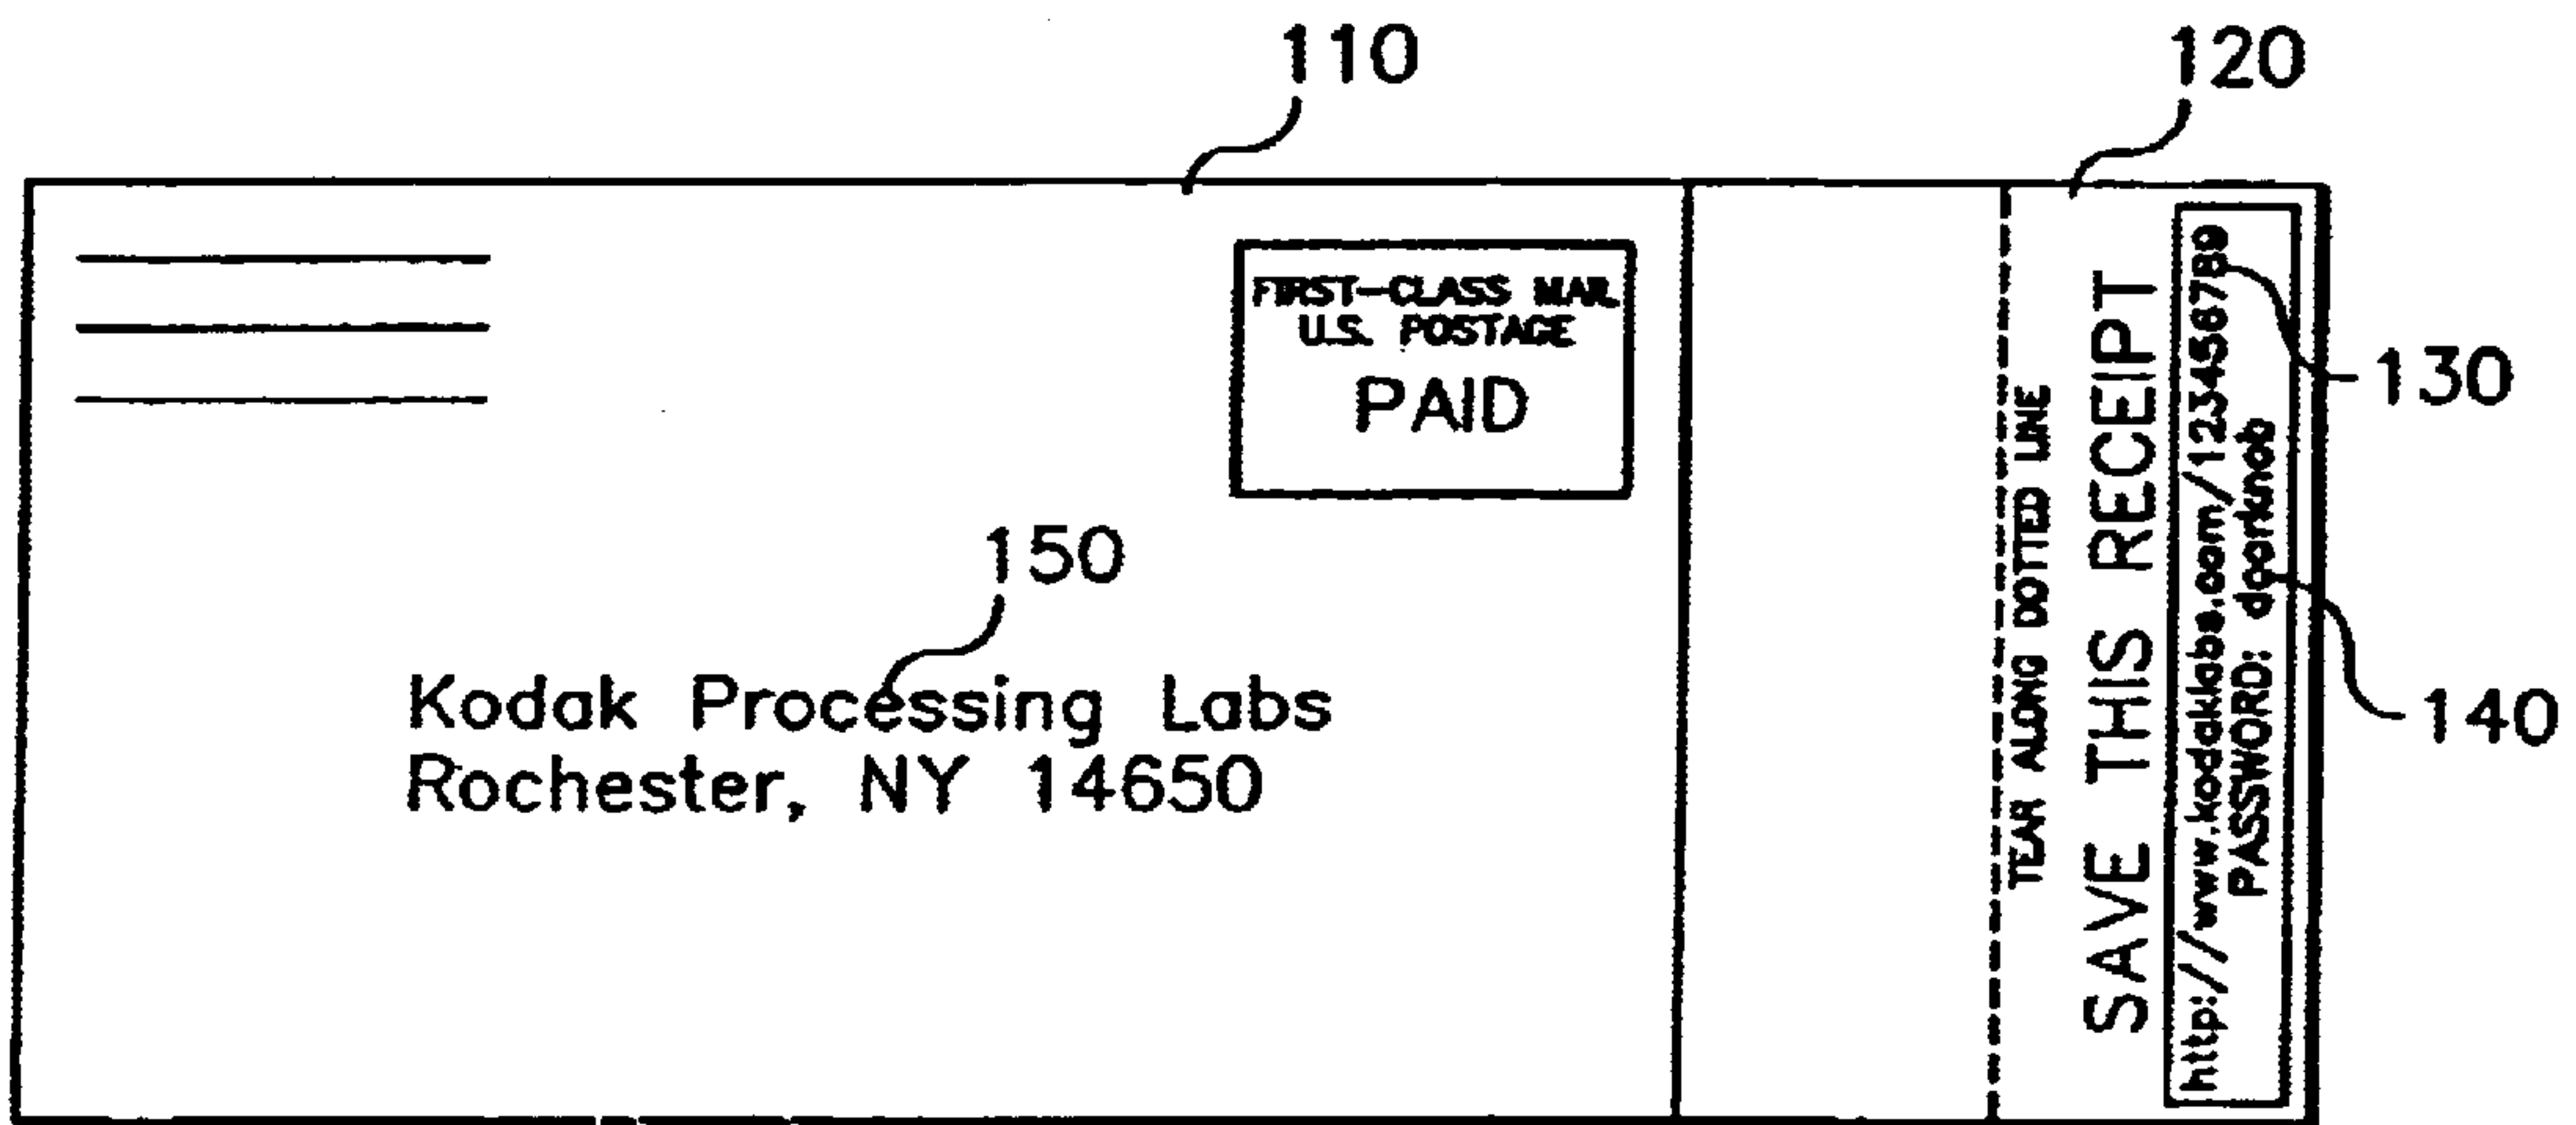 110
120
FIRST-CLASS MAIL
U.S. POSTAGE
PAID
130
150
Kodak Processing Labs
Rochester, NY 14650
140
TEAR ALONG DOTTED LINE
SAVE THIS RECEIPT
http://www.kodaklabs.com/123456789
PASSWORD: doorknob